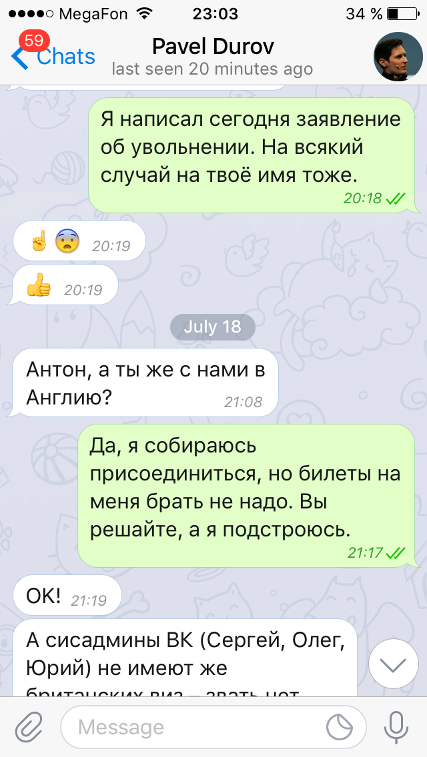 MegaFon 23:03 34 %
59
Chats
Pavel Durov
last seen 20 minutes ago
Я написал сегодня заявление
об увольнении. На всякий
случай на твоё имя тоже.
20:18
☝️😨 20:19
👍 20:19
July 18
Антон, а ты же с нами в
Англию?
21:08
Да, я собираюсь
присоединиться, но билеты на
меня брать не надо. Вы
решайте, а я подстроюсь.
21:17
OK! 21:19
А сисадмины ВК (Сергей, Олег,
Юрий) не имеют же
британских виз – звать нет
Message